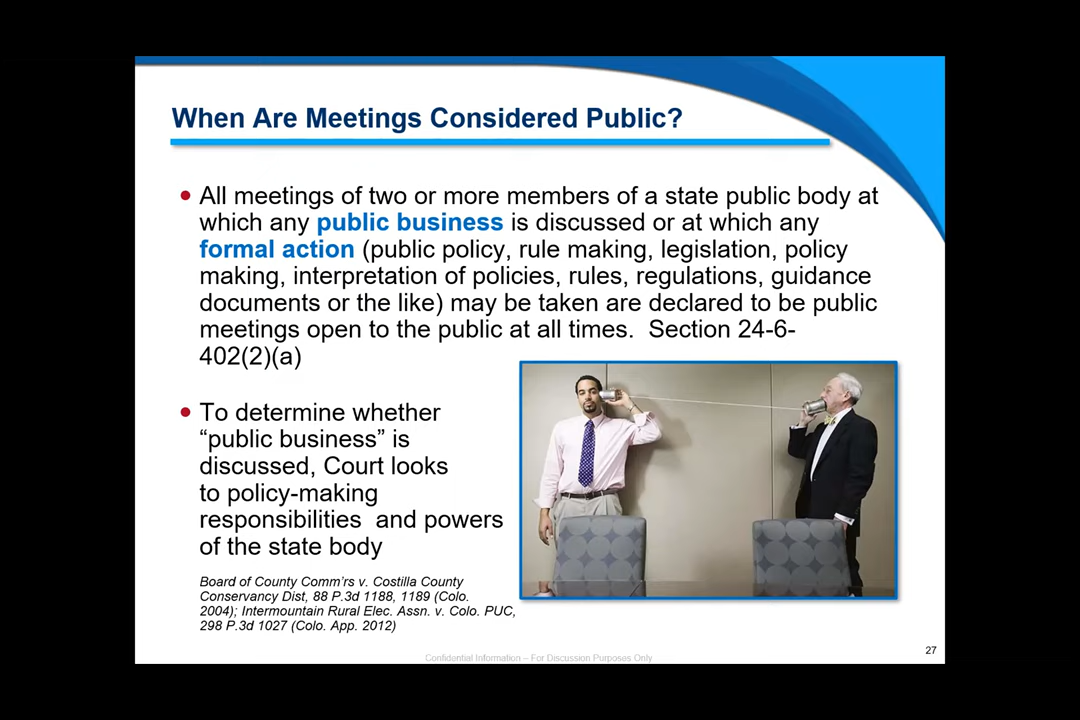 When Are Meetings Considered Public?
• All meetings of two or more members of a state public body at
which any public business is discussed or at which any
formal action (public policy, rule making, legislation, policy
making, interpretation of policies, rules, regulations, guidance
documents or the like) may be taken are declared to be public
meetings open to the public at all times.  Section 24-6-
402(2)(a)
• To determine whether
“public business” is
discussed, Court looks
to policy-making
responsibilities  and powers
of the state body
Board of County Comm’rs v. Costilla County
Conservancy Dist, 88 P.3d 1188, 1189 (Colo.
2004); Intermountain Rural Elec. Assn. v. Colo. PUC,
298 P.3d 1027 (Colo. App. 2012)
27
Confidential Information – For Discussion Purposes Only